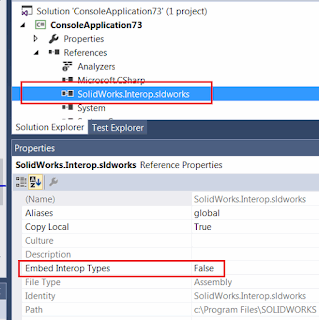 Solution 'ConsoleApplication73' (1 project)
ConsoleApplication73
Properties
References
Analyzers
Microsoft.CSharp
SolidWorks.Interop.sldworks
System
Solution Explorer Test Explorer
Properties
SolidWorks.Interop.sldworks Reference Properties
(Name) SolidWorks.Interop.sldworks
Aliases global
Copy Local True
Culture
Description
Embed Interop Types False
File Type Assembly
Identity SolidWorks.Interop.sldworks
Path c:\Program Files\SOLIDWORKS